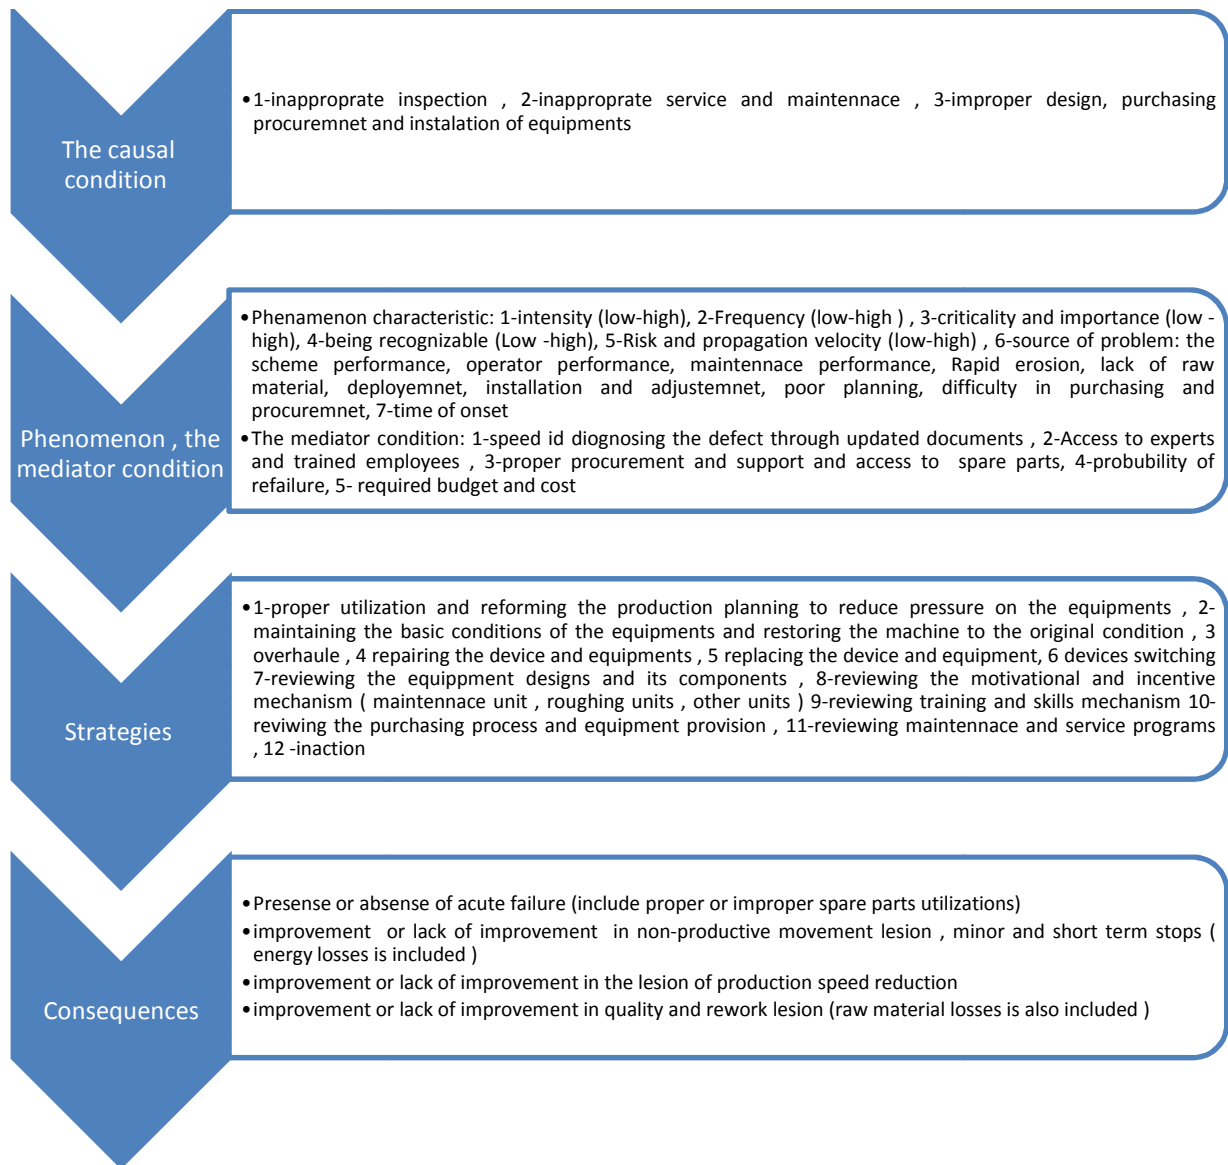 The causal
condition
•1-inapproprate inspection , 2-inapproprate service and maintennace , 3-improper design, purchasing
procuremnet and instalation of equipments
Phenomenon , the
mediator condition
•Phenamenon characteristic: 1-intensity (low-high), 2-Frequency (low-high ) , 3-criticality and importance (low -
high), 4-being recognizable (Low -high), 5-Risk and propagation velocity (low-high) , 6-source of problem: the
scheme performance, operator performance, maintennace performance, Rapid erosion, lack of raw
material, deployemnet, installation and adjustemnet, poor planning, difficulty in purchasing and
procuremnet, 7-time of onset
•The mediator condition: 1-speed id diognosing the defect through updated documents , 2-Access to experts
and trained employees , 3-proper procurement and support and access to spare parts, 4-probubility of
refailure, 5- required budget and cost
Strategies
•1-proper utilization and reforming the production planning to reduce pressure on the equipments , 2-
maintaining the basic conditions of the equipments and restoring the machine to the original condition , 3
overhaule , 4 repairing the device and equipments , 5 replacing the device and equipment, 6 devices switching
7-reviewing the equippment designs and its components , 8-reviewing the motivational and incentive
mechanism ( maintennace unit , roughing units , other units ) 9-reviewing training and skills mechanism 10-
reviwing the purchasing process and equipment provision , 11-reviewing maintennace and service programs
, 12 -inaction
Consequences
•Presense or absense of acute failure (include proper or improper spare parts utilizations)
•improvement or lack of improvement in non-productive movement lesion , minor and short term stops (
energy losses is included )
•improvement or lack of improvement in the lesion of production speed reduction
•improvement or lack of improvement in quality and rework lesion (raw material losses is also included )